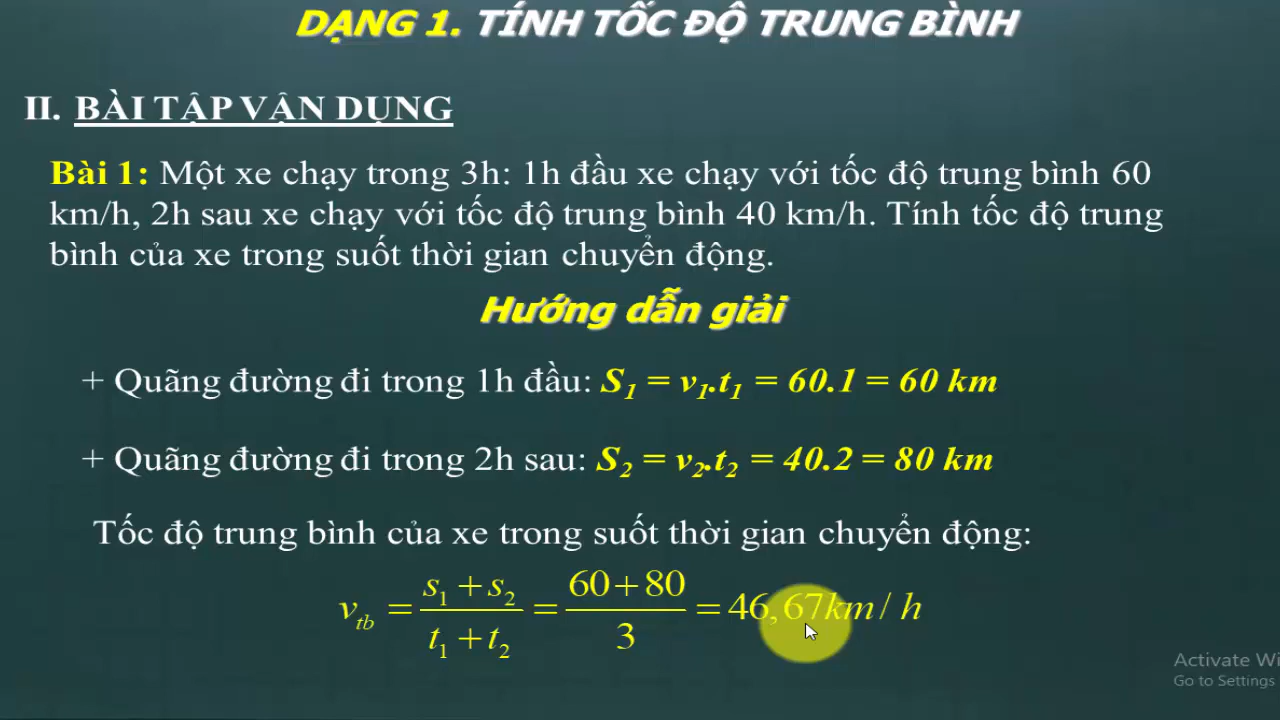 DẠNG 1. TÍNH TỐC ĐỘ TRUNG BÌNH
II. BÀI TẬP VẬN DỤNG
Bài 1: Một xe chạy trong 3h: 1h đầu xe chạy với tốc độ trung bình 60
km/h, 2h sau xe chạy với tốc độ trung bình 40 km/h. Tính tốc độ trung
bình của xe trong suốt thời gian chuyển động.
Hướng dẫn giải
+ Quãng đường đi trong 1h đầu: S₁ = v₁.t₁ = 60.1 = 60 km
+ Quãng đường đi trong 2h sau: S₂ = v₂.t₂ = 40.2 = 80 km
Tốc độ trung bình của xe trong suốt thời gian chuyển động:
v_tb = (s₁ + s₂)/(t₁ + t₂) = (60 + 80)/3 = 46,67km / h
Activate Wi
Go to Settings